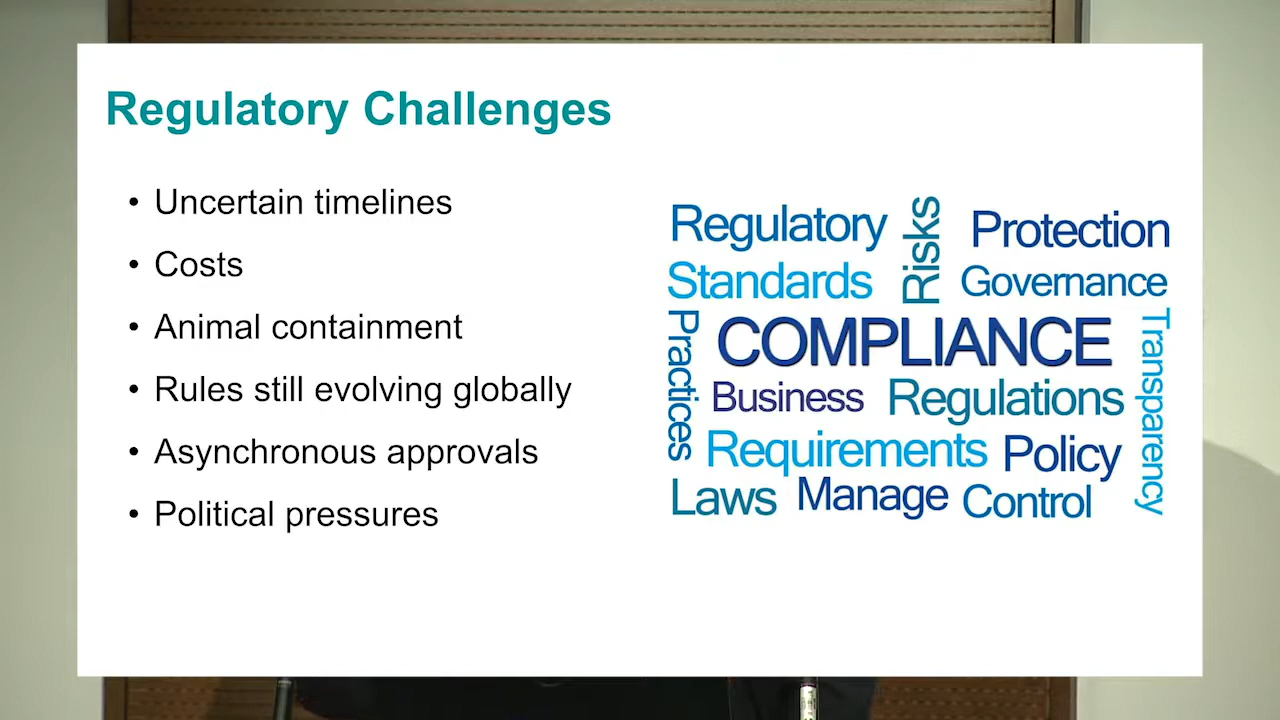 Regulatory Challenges
• Uncertain timelines
• Costs
• Animal containment
• Rules still evolving globally
• Asynchronous approvals
• Political pressures
Regulatory
Risks
Protection
Standards
Governance
Practices
COMPLIANCE
Transparency
Business
Regulations
Requirements
Policy
Laws
Manage
Control